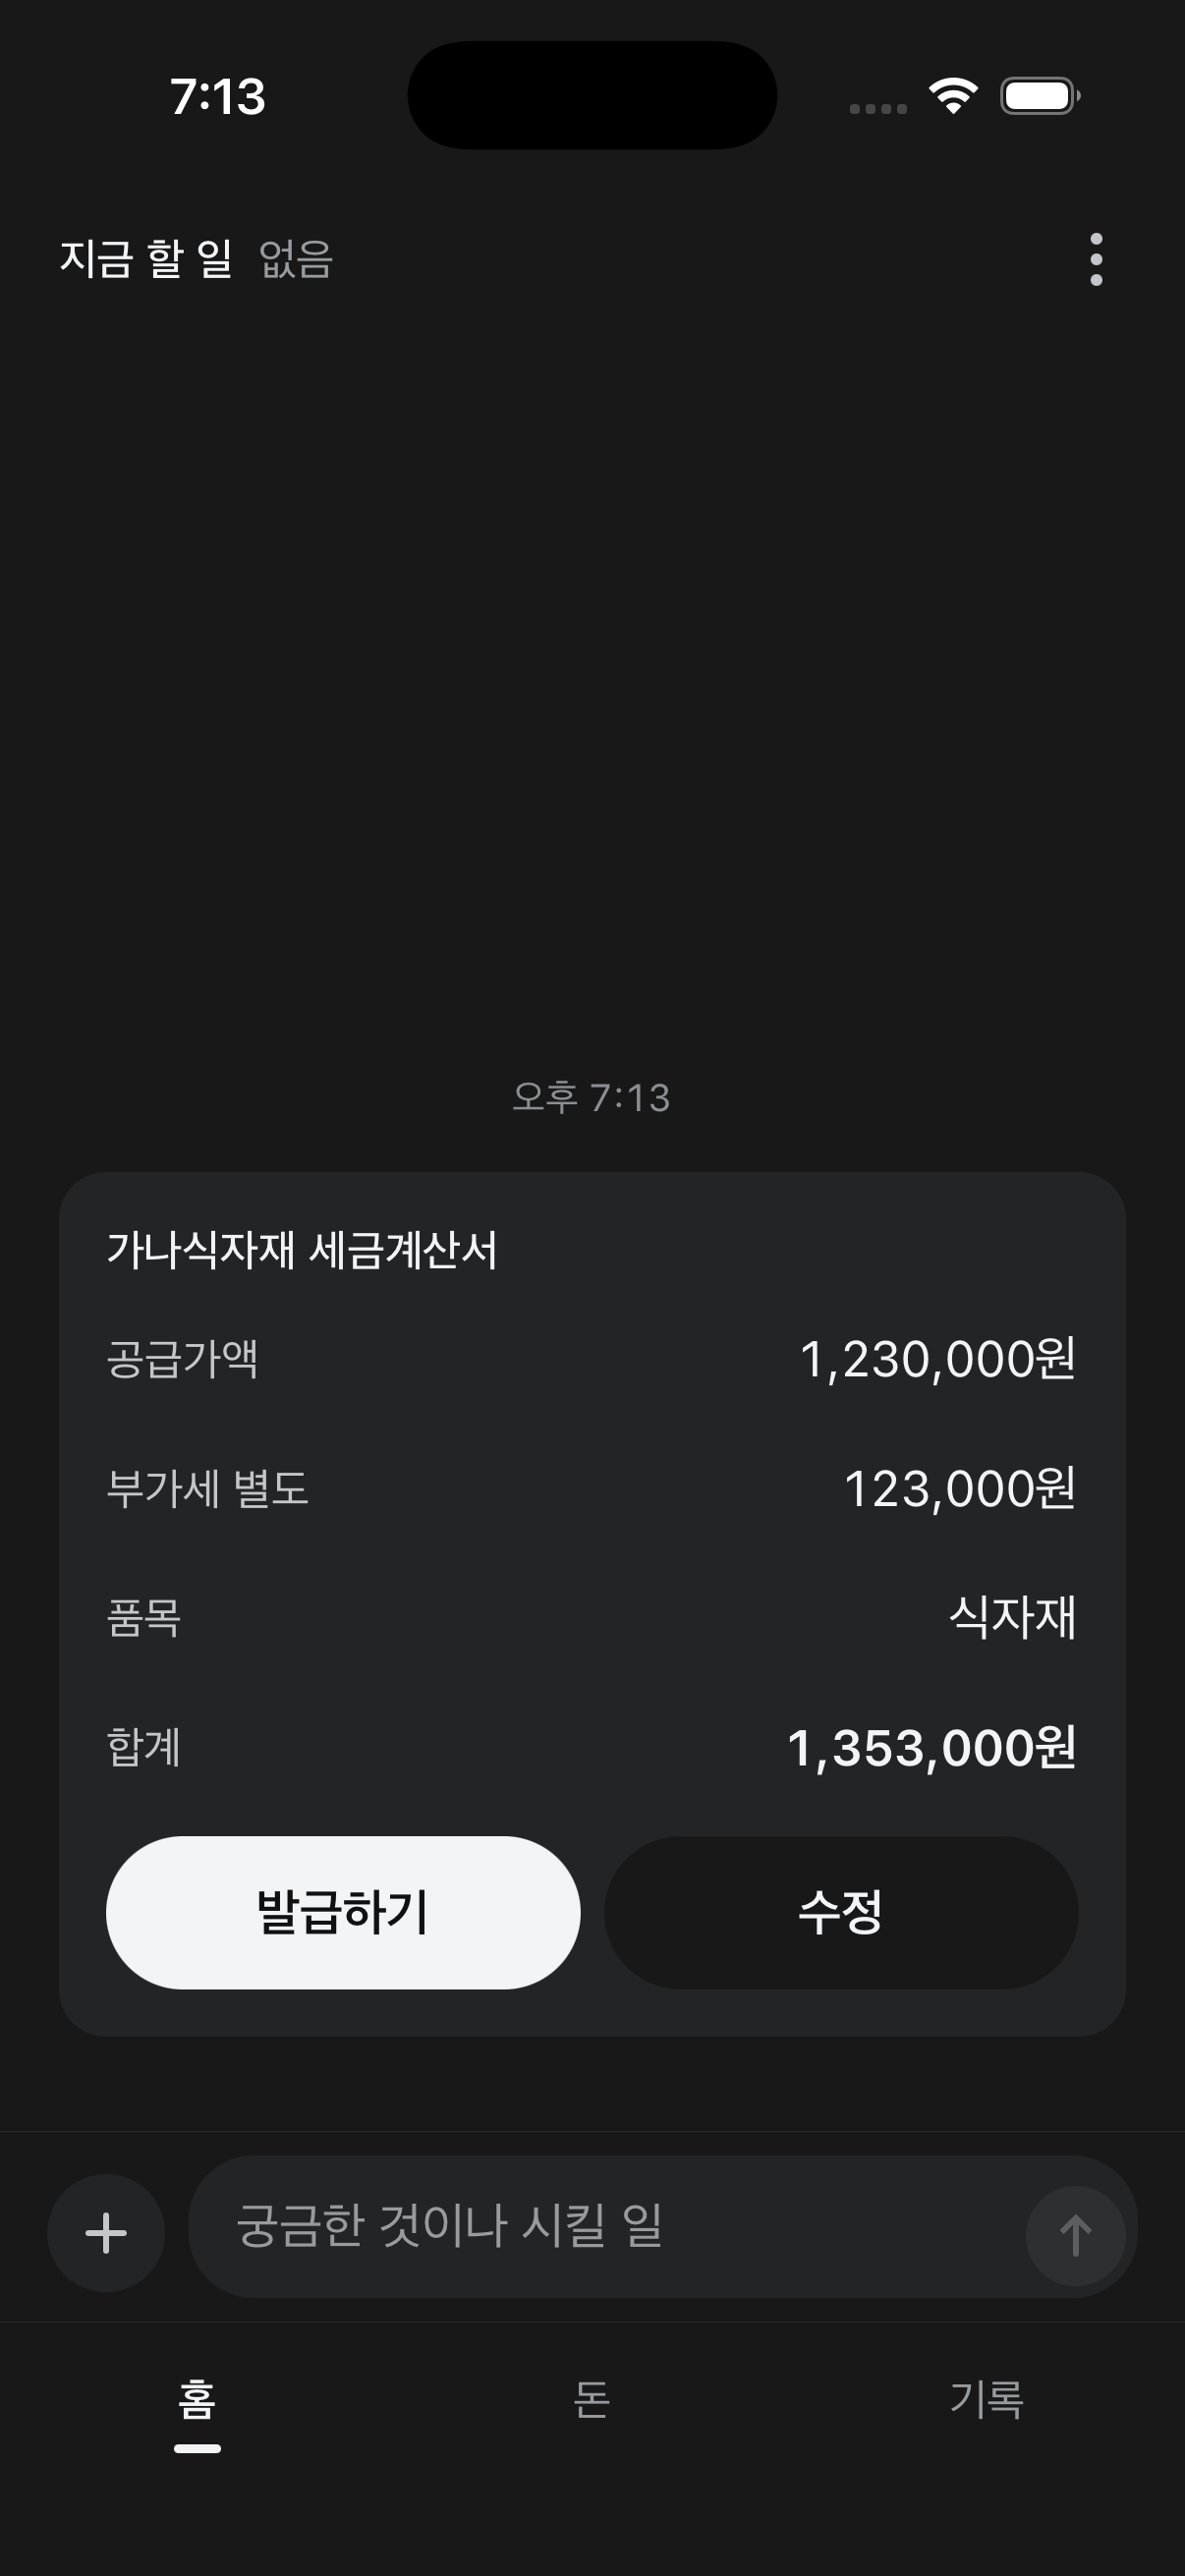 7:13
지금 할 일 없음
오후 7:13
가나식자재 세금계산서
공급가액 1,230,000원
부가세 별도 123,000원
품목 식자재
합계 1,353,000원
발급하기 수정
궁금한 것이나 시킬 일
홈 돈 기록